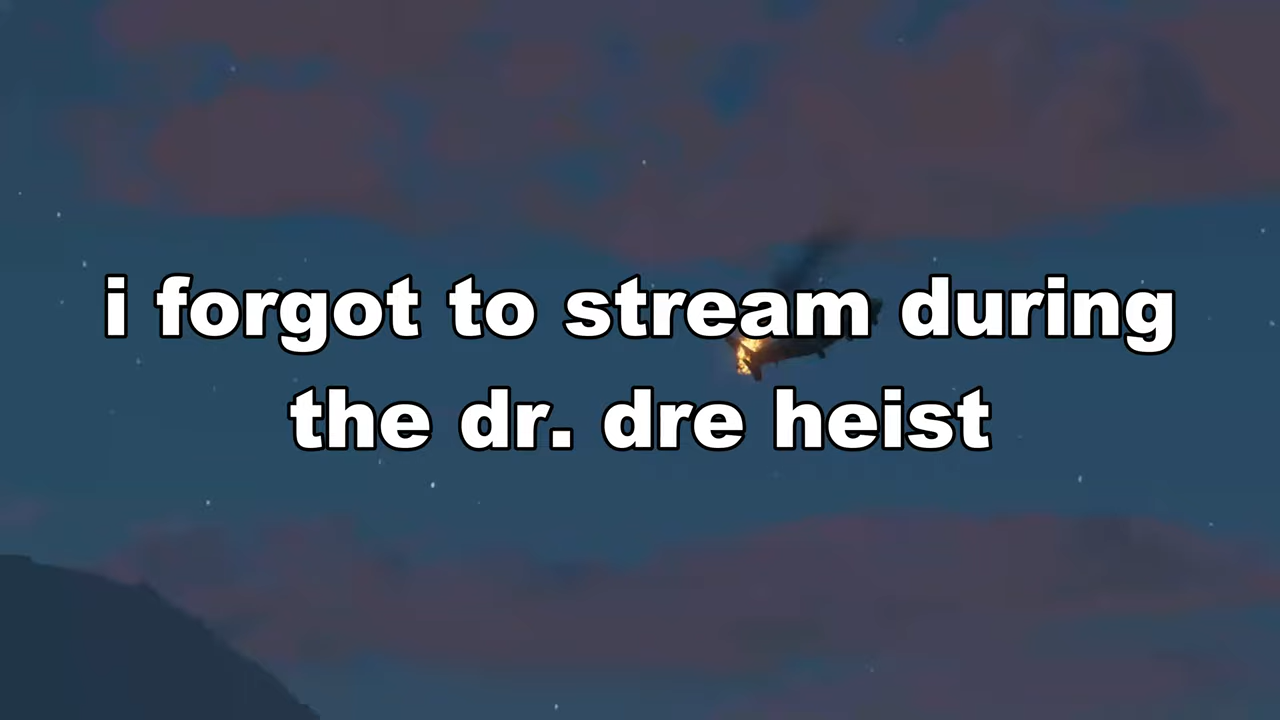 i forgot to stream during
the dr. dre heist